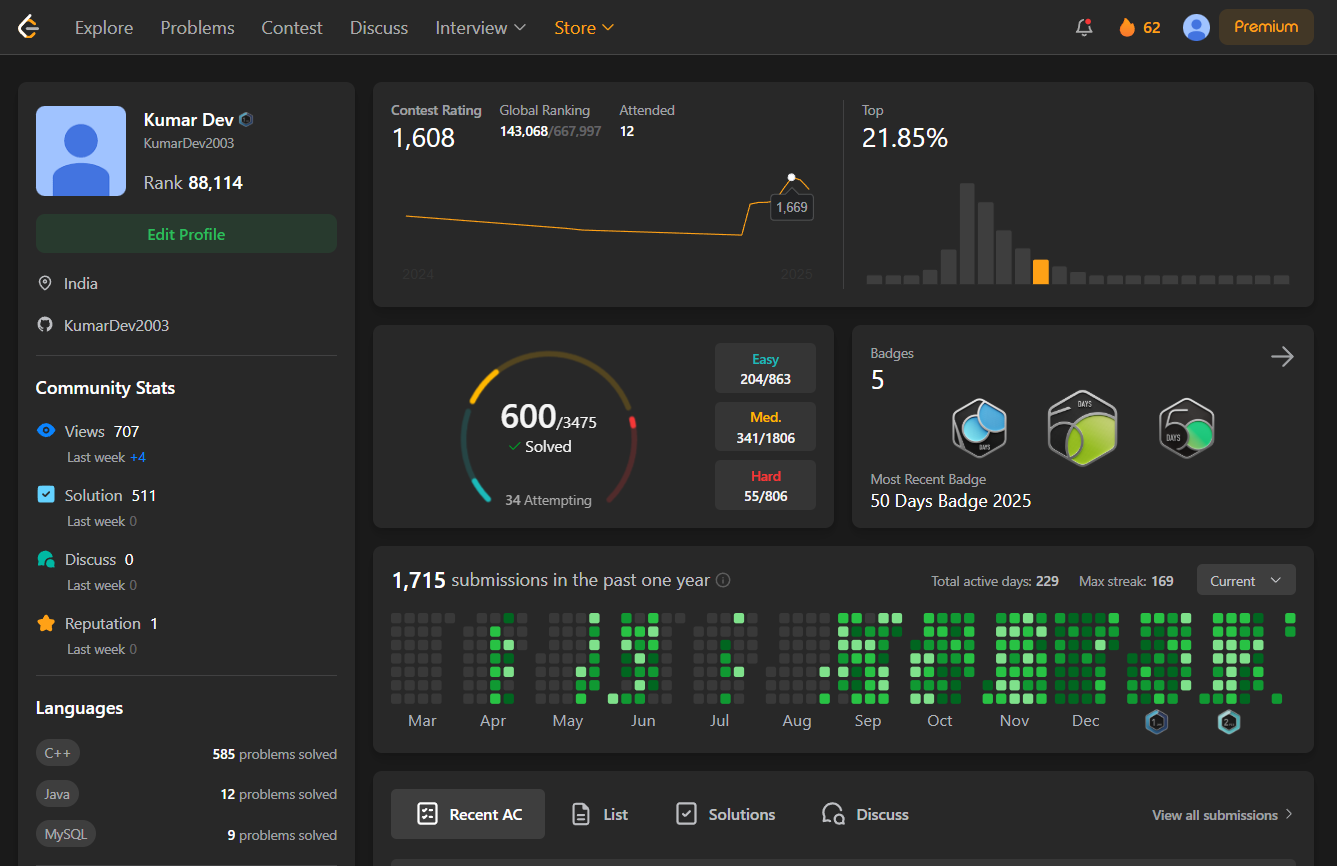 Explore Problems Contest Discuss Interview Store 62 Premium
Kumar Dev
KumarDev2003
Rank 88,114
Edit Profile
India
KumarDev2003
Community Stats
Views 707
Last week +4
Solution 511
Last week 0
Discuss 0
Last week 0
Reputation 1
Last week 0
Languages
C++ 585 problems solved
Java 12 problems solved
MySQL 9 problems solved
Contest Rating Global Ranking Attended
1,608 143,068/667,997 12
1,669
2024 2025
Top
21.85%
600/3475
Solved
34 Attempting
Easy
204/863
Med.
341/1806
Hard
55/806
Badges
5
DAYS
DAYS
DAYS
Most Recent Badge
50 Days Badge 2025
1,715 submissions in the past one year Total active days: 229 Max streak: 169 Current
Mar Apr May Jun Jul Aug Sep Oct Nov Dec
Recent AC List Solutions Discuss View all submissions